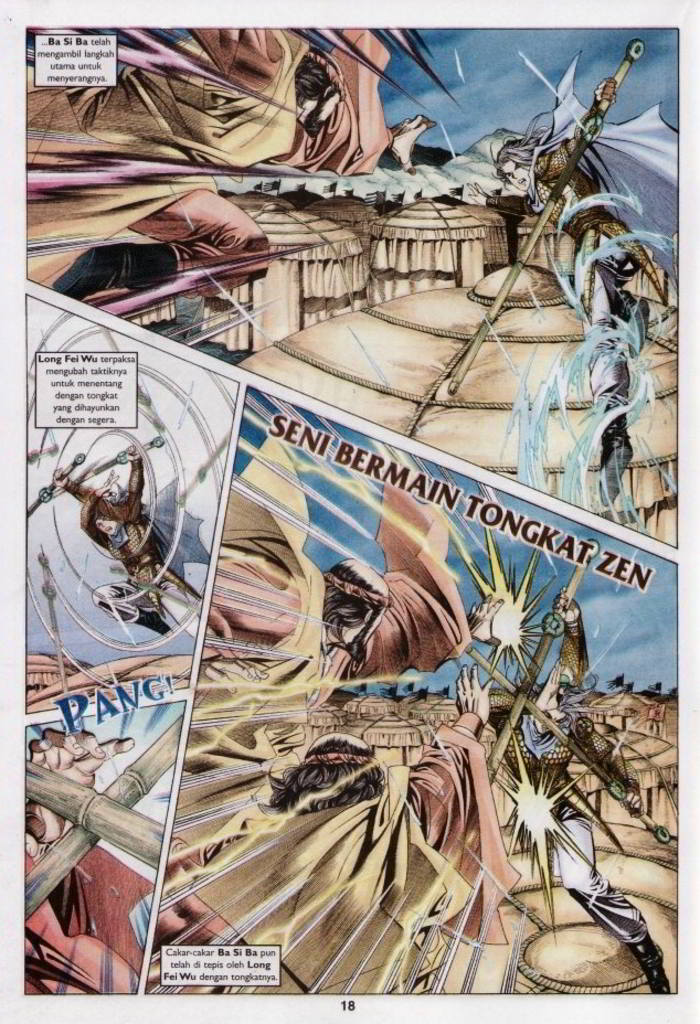 ...Ba Si Ba telah
mengambil langkah
utama untuk
menyerangnya.
Long Fei Wu terpaksa
mengubah taktiknya
untuk menentang
dengan tongkat
yang dihayunkan
dengan segera.
SENI BERMAIN TONGKAT ZEN
PANG!
Cakar-cakar Ba Si Ba pun
telah di tepis oleh Long
Fei Wu dengan tongkatnya.
18